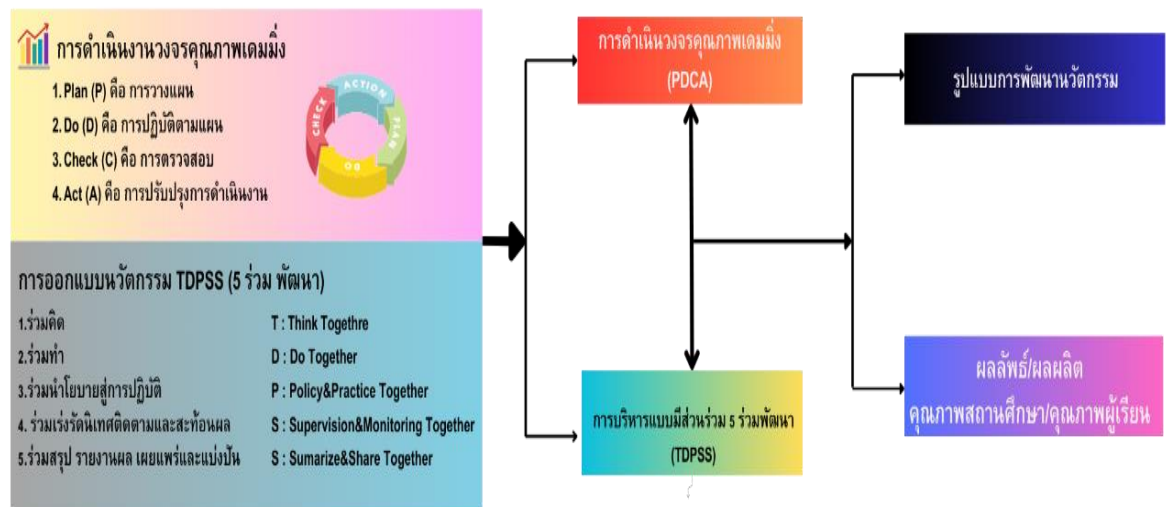 การดำเนินงานวงจรคุณภาพเดมมิ่ง
1. Plan (P) คือ การวางแผน
2. Do (D) คือ การปฏิบัติตามแผน
3. Check (C) คือ การตรวจสอบ
4. Act (A) คือ การปรับปรุงการดำเนินงาน
ACTION
PLAN
DO
CHECK
การออกแบบนวัตกรรม TDPSS (5 ร่วม พัฒนา)
1.ร่วมคิด T : Think Togethre
2.ร่วมทำ D : Do Together
3.ร่วมนำโยบายสู่การปฏิบัติ P : Policy&Practice Together
4. ร่วมเร่งรัดนิเทศติดตามและสะท้อนผล S : Supervision&Monitoring Together
5.ร่วมสรุป รายงานผล เผยแพร่และแบ่งปัน S : Sumarize&Share Together
การดำเนินวงจรคุณภาพเดมมิ่ง
(PDCA)
การบริหารแบบมีส่วนร่วม 5 ร่วมพัฒนา
(TDPSS)
รูปแบบการพัฒนานวัตกรรม
ผลลัพธ์/ผลผลิต
คุณภาพสถานศึกษา/คุณภาพผู้เรียน